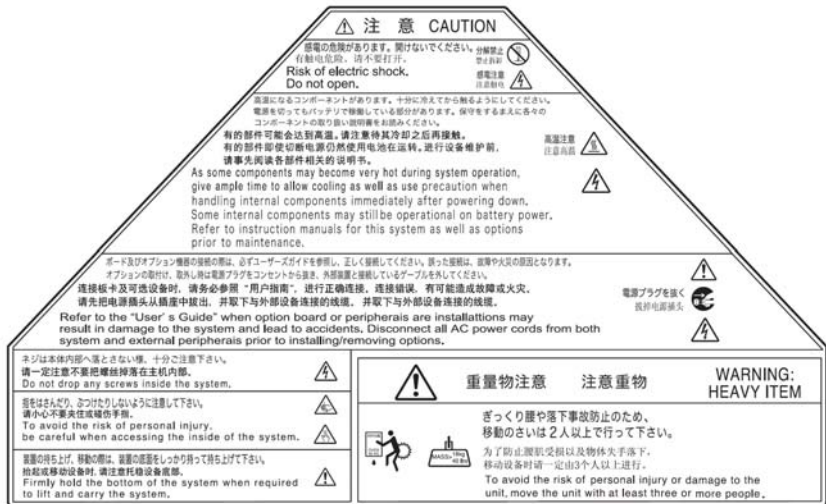 注 意 CAUTION
感電の危険があります。開けないでください。
有触电危险，请不要打开。
Risk of electric shock.
Do not open.
分解禁止
禁止拆卸
感電注意
注意触电
高温になるコンポーネントがあります。十分に冷えてから触るようにしてください。
電源を切ってもバッテリで稼働している部分があります。保守をするまえに各々の
コンポーネントの取り扱い説明書をお読みください。
有的部件可能会达到高温。请注意待其冷却之后再接触。
有的部件即使切断电源仍然使用电池在运转。进行设备维护前，
请事先阅读各部件相关的说明书。
As some components may become very hot during system operation,
give ample time to allow cooling as well as use precaution when
handling internal components immediately after powering down.
Some internal components may still be operational on battery power.
Refer to instruction manuals for this system as well as options
prior to maintenance.
高温注意
注意高温
ボード及びオプション機器の接続の際は、必ずユーザーズガイドを参照し、正しく接続してください。誤った接続は、故障や火災の原因となります。
オプションの取付け、取外し時は電源プラグをコンセントから抜き、外部装置と接続しているケーブルを外してください。
连接板卡及可选设备时，请务必参照 "用户指南"，进行正确连接，连接错误，有可能造成故障或火灾。
请先把电源插头从插座中拔出，并取下与外部设备连接的线缆，并取下与外部设备连接的线缆。
Refer to the "User' s Guide" when option board or peripherais are installattions may
result in damage to the system and lead to accidents. Disconnect all AC power cords from both
system and external peripherais prior to installing/removing options.
電源プラグを抜く
拔掉电源插头
ネジは本体内部へ落とさない様、十分ご注意下さい。
请一定注意不要把螺丝掉落在主机内部。
Do not drop any screws inside the system.
指をはさんだり、ぶつけたりしないように注意して下さい。
请小心不要夹住或碰伤手指。
To avoid the risk of personal injury,
be careful when accessing the inside of the system.
装置の持ち上げ、移動の際は、装置の底面をしっかり持って持ち上げて下さい。
抬起或移动设备时，请注意托稳设备底部。
Firmly hold the bottom of the system when required
to lift and carry the system.
重量物注意 注意重物
WARNING:
HEAVY ITEM
MASS= 18kg
40 lbs
ぎっくり腰や落下事故防止のため、
移動のさいは2人以上で行って下さい。
为了防止腰肌受损以及物体失手落下，
移动设备时请一定由3个人以上进行。
To avoid the risk of personal injury or damage to the
unit, move the unit with at least three or more people.